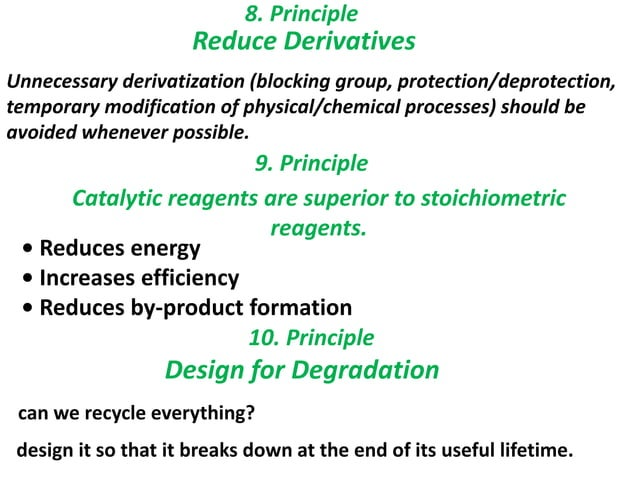 8. Principle
Reduce Derivatives
Unnecessary derivatization (blocking group, protection/deprotection,
temporary modification of physical/chemical processes) should be
avoided whenever possible.
9. Principle
Catalytic reagents are superior to stoichiometric
reagents.
• Reduces energy
• Increases efficiency
• Reduces by-product formation
10. Principle
Design for Degradation
can we recycle everything?
design it so that it breaks down at the end of its useful lifetime.